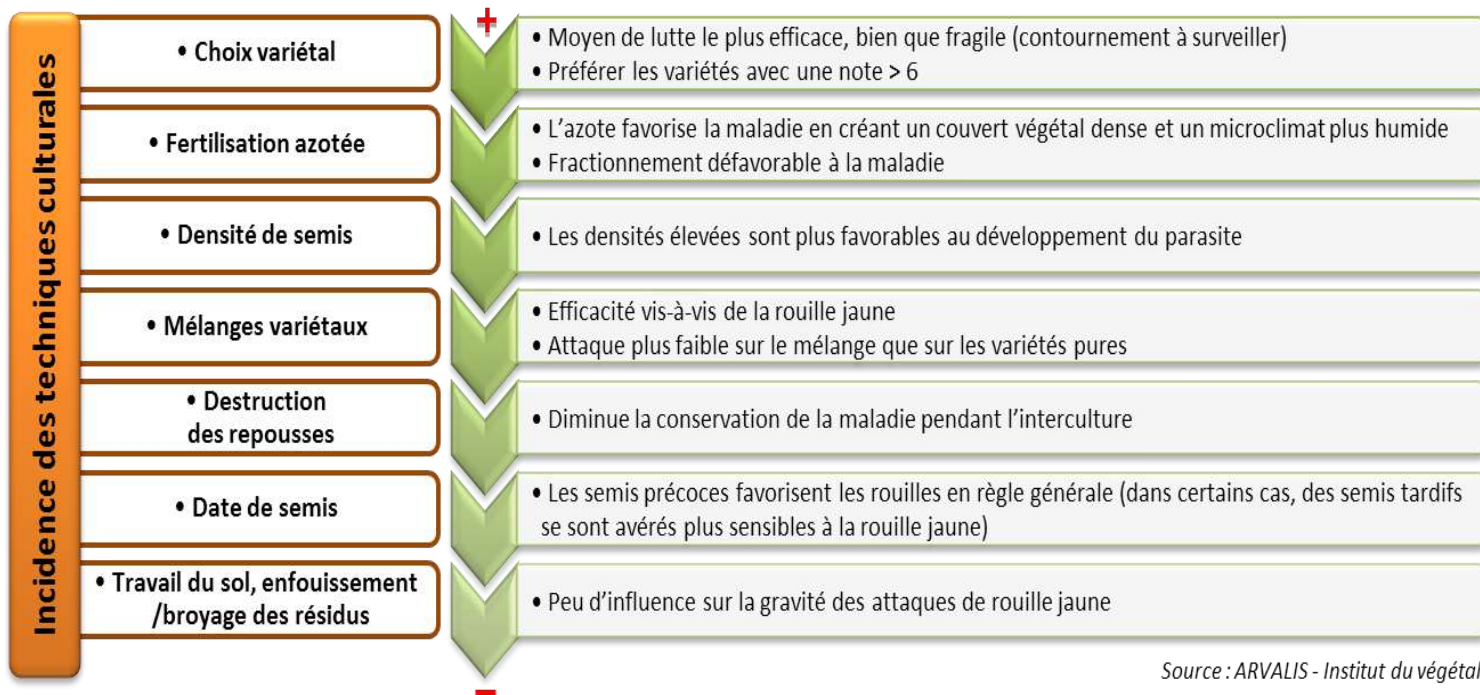 Incidence des techniques culturales
+
• Choix variétal
• Moyen de lutte le plus efficace, bien que fragile (contournement à surveiller)
• Préférer les variétés avec une note > 6
• Fertilisation azotée
• L'azote favorise la maladie en créant un couvert végétal dense et un microclimat plus humide
• Fractionnement défavorable à la maladie
• Densité de semis
• Les densités élevées sont plus favorables au développement du parasite
• Mélanges variétaux
• Efficacité vis-à-vis de la rouille jaune
• Attaque plus faible sur le mélange que sur les variétés pures
• Destruction
des repousses
• Diminue la conservation de la maladie pendant l'interculture
• Date de semis
• Les semis précoces favorisent les rouilles en règle générale (dans certains cas, des semis tardifs
se sont avérés plus sensibles à la rouille jaune)
• Travail du sol, enfouissement
/broyage des résidus
• Peu d'influence sur la gravité des attaques de rouille jaune
Source : ARVALIS - Institut du végétal
-